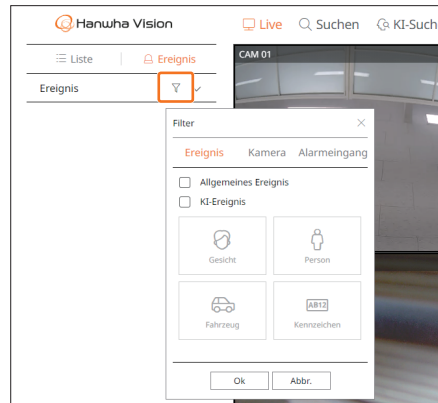 Hanwha Vision
Live Suchen KI-Such
Liste Ereignis
CAM 01
Ereignis
Filter
Ereignis Kamera Alarmeingang
Allgemeines Ereignis
KI-Ereignis
Gesicht Person
AB12
Fahrzeug Kennzeichen
Ok Abbr.